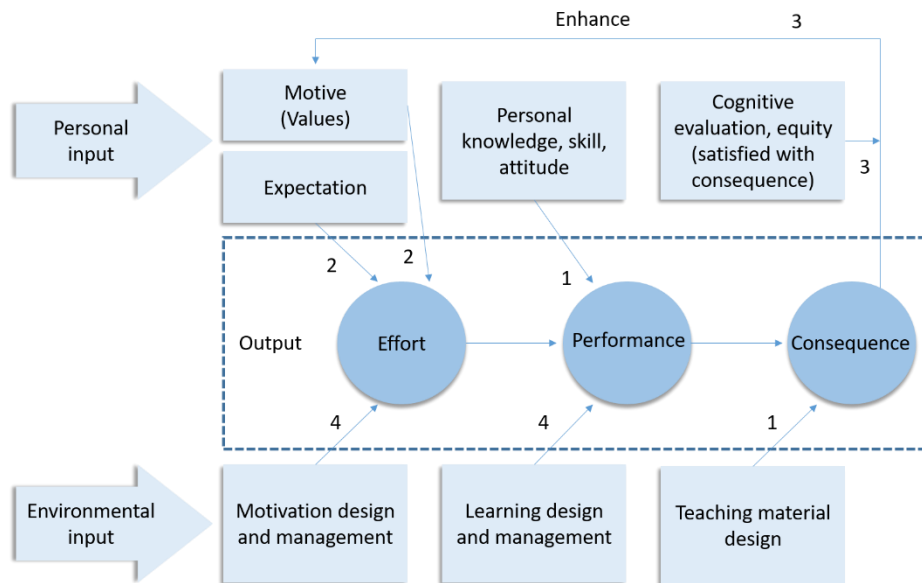 Enhance
3
Motive
(Values)
Personal
knowledge, skill,
attitude
Cognitive
evaluation, equity
(satisfied with
consequence)
3
Personal
input
Expectation
2
2
1
Output
Effort
Performance
Consequence
4
4
1
Environmental
input
Motivation design
and management
Learning design
and management
Teaching material
design